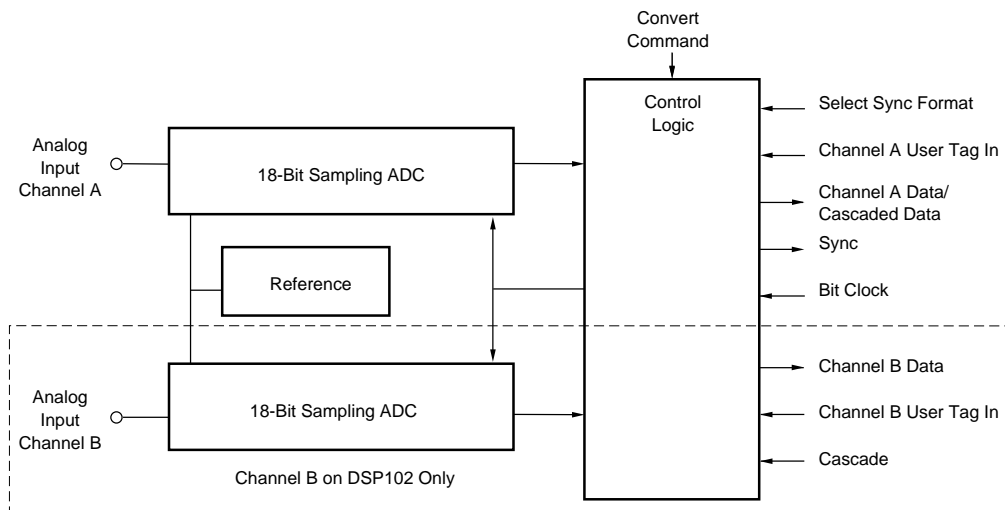 Convert
Command
Control
Logic
Select Sync Format
Analog
Input
Channel A
18-Bit Sampling ADC
Channel A User Tag In
Channel A Data/
Cascaded Data
Sync
Reference
Bit Clock
Channel B Data
Analog
Input
Channel B
18-Bit Sampling ADC
Channel B User Tag In
Cascade
Channel B on DSP102 Only